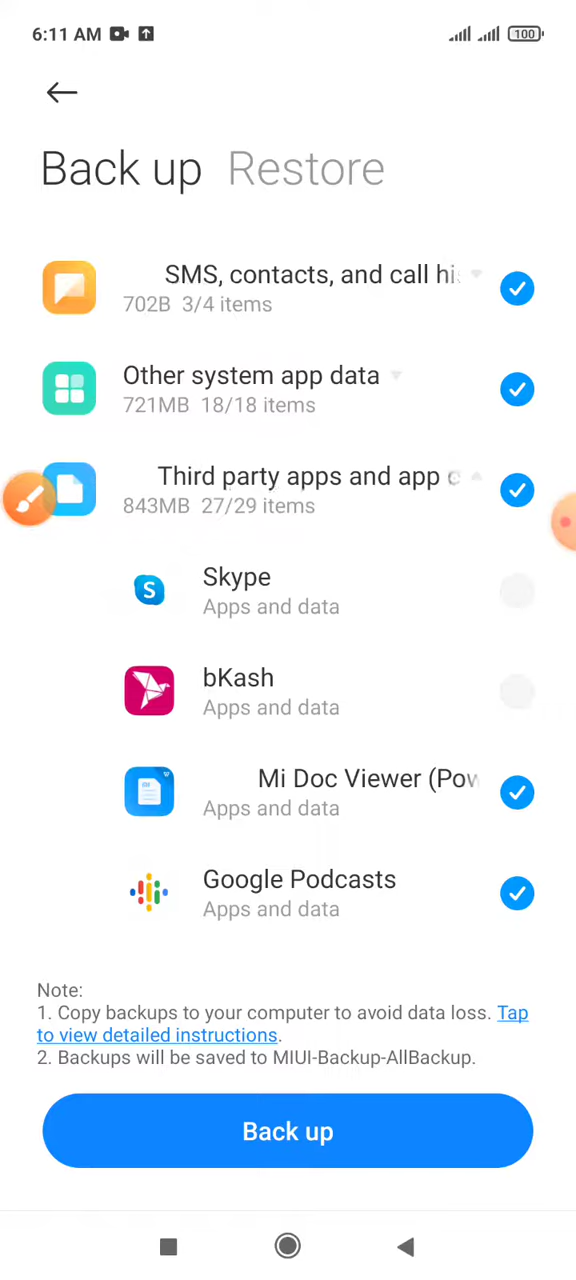 6:11 AM
100
Back up Restore
SMS, contacts, and call his
702B 3/4 items
Other system app data
721MB 18/18 items
Third party apps and app
843MB 27/29 items
S
Skype
Apps and data
bKash
Apps and data
Mi Doc Viewer (Pow
Apps and data
Google Podcasts
Apps and data
Note:
1. Copy backups to your computer to avoid data loss. Tap
to view detailed instructions.
2. Backups will be saved to MIUI-Backup-AllBackup.
Back up